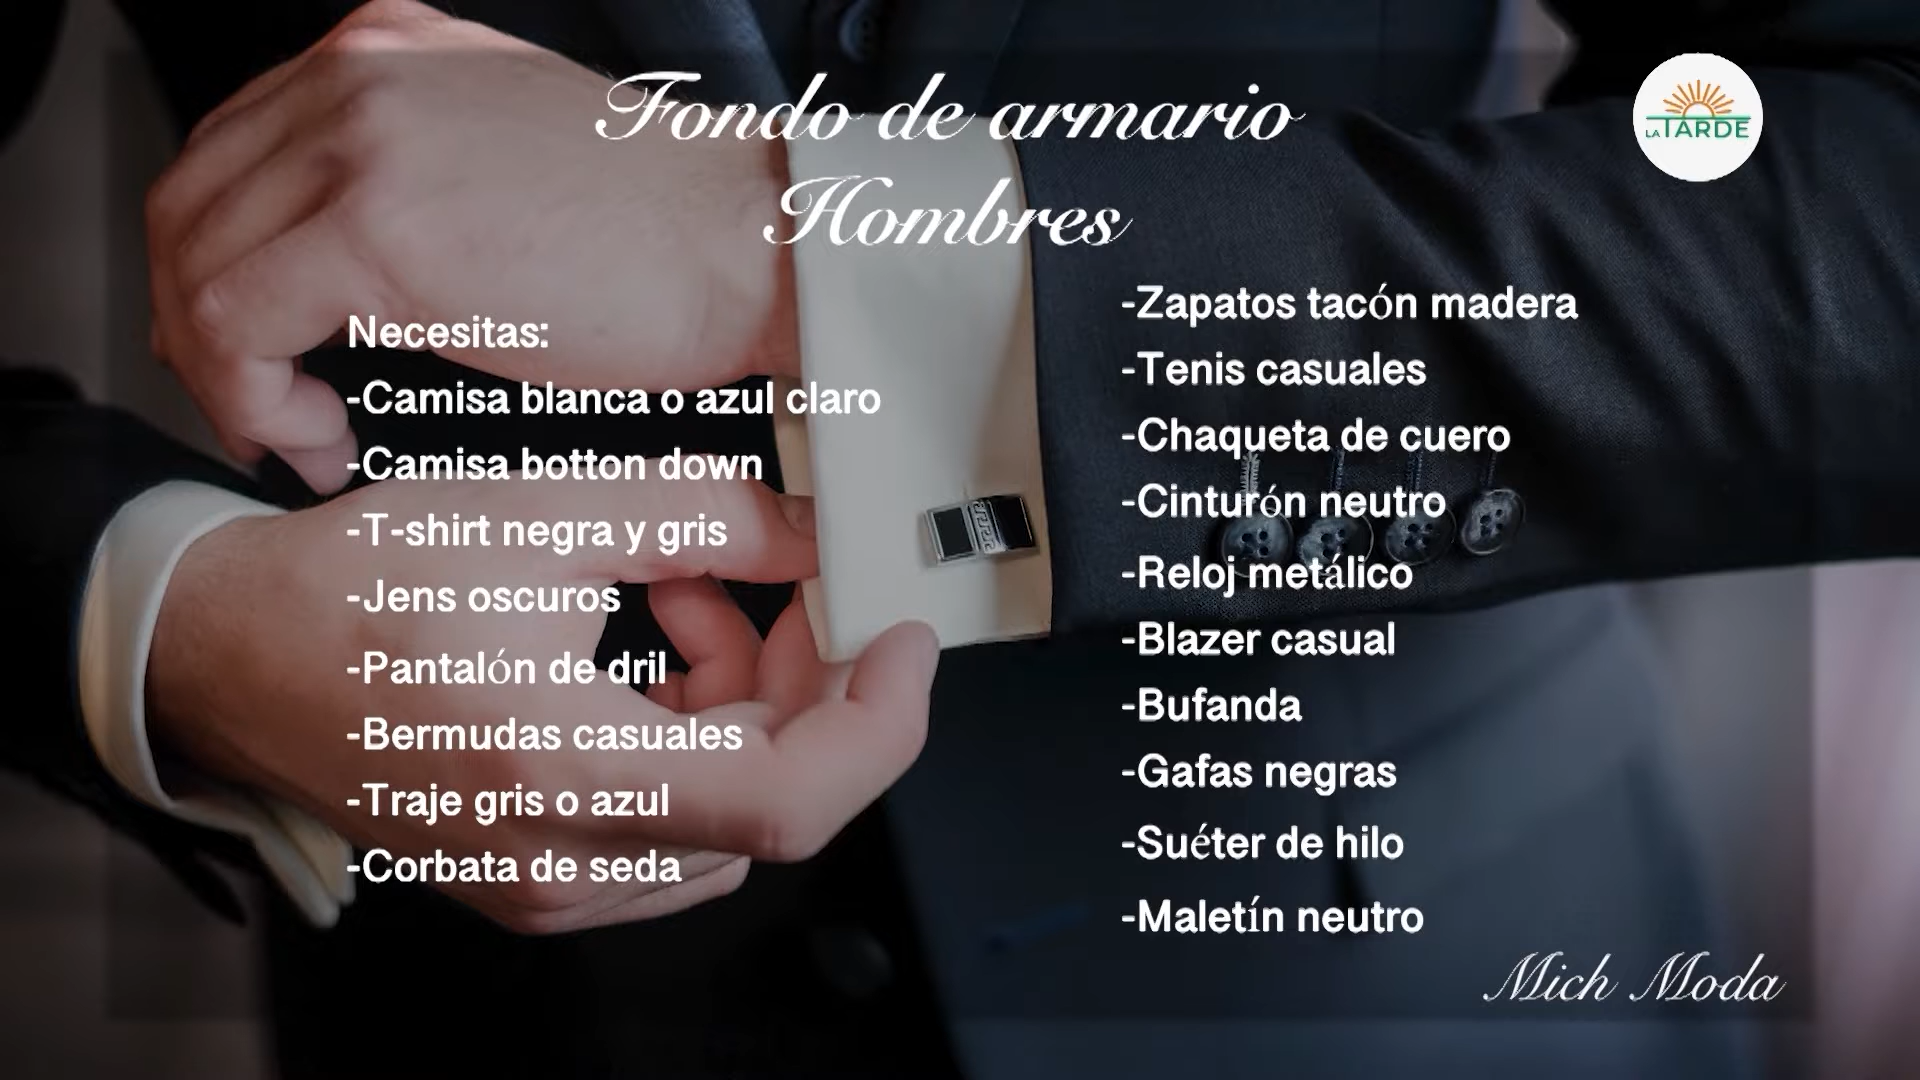 Fondo de armario
Hombres
LA TARDE
Necesitas:
-Camisa blanca o azul claro
-Camisa botton down
-T-shirt negra y gris
-Jens oscuros
-Pantalón de dril
-Bermudas casuales
-Traje gris o azul
-Corbata de seda
-Zapatos tacón madera
-Tenis casuales
-Chaqueta de cuero
-Cinturón neutro
-Reloj metálico
-Blazer casual
-Bufanda
-Gafas negras
-Suéter de hilo
-Maletín neutro
Mich Moda